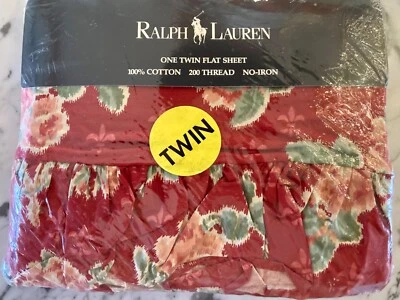 RALPH LAUREN
ONE TWIN FLAT SHEET
100% COTTON 200 THREAD NO-IRON
TWIN